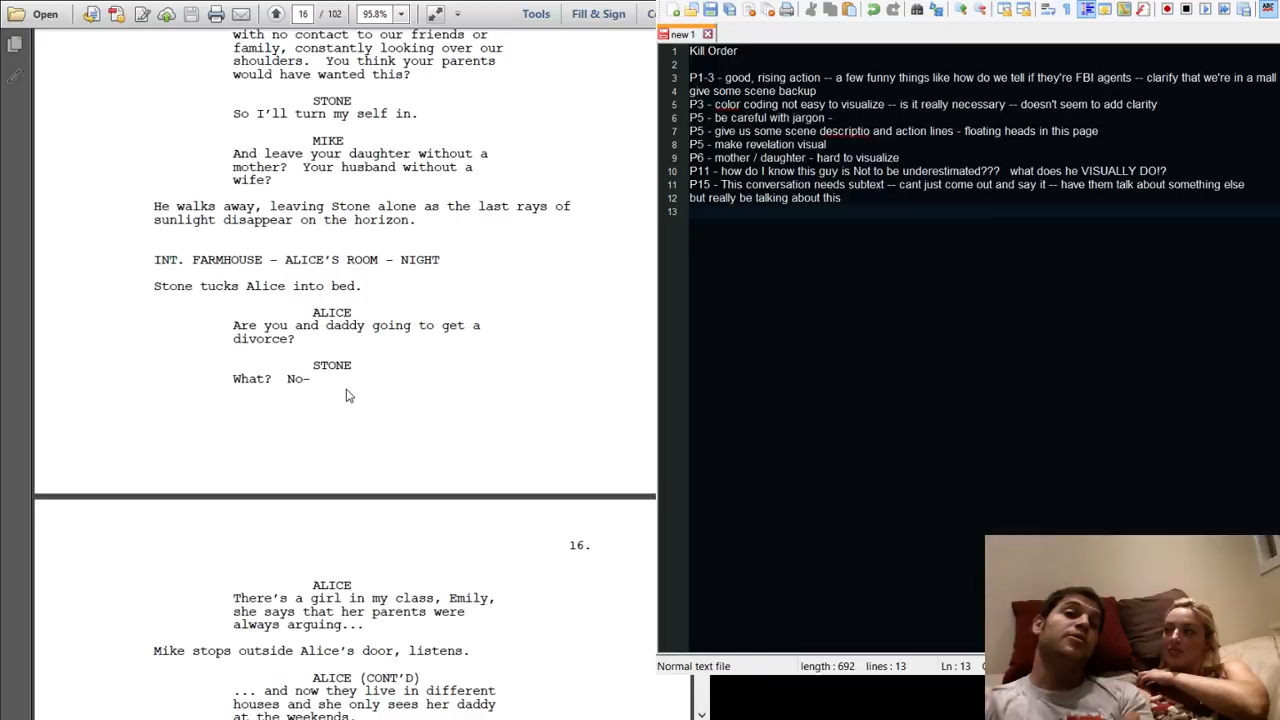 Open
16 / 102
95.8%
Tools
Fill & Sign
with no contact to our friends or
family, constantly looking over our
shoulders. You think your parents
would have wanted this?
STONE
So I'll turn my self in.
MIKE
And leave your daughter without a
mother? Your husband without a
wife?
He walks away, leaving Stone alone as the last rays of
sunlight disappear on the horizon.
INT. FARMHOUSE - ALICE'S ROOM - NIGHT
Stone tucks Alice into bed.
ALICE
Are you and daddy going to get a
divorce?
STONE
What? No-
16.
ALICE
There's a girl in my class, Emily,
she says that her parents were
always arguing...
Mike stops outside Alice's door, listens.
ALICE (CONT'D)
... and now they live in different
houses and she only sees her daddy
at the weekends.
ABC
new 1
1 Kill Order
2
3 P1-3 - good, rising action -- a few funny things like how do we tell if they're FBI agents -- clarify that we're in a mall
4 give some scene backup
5 P3 - color coding not easy to visualize -- is it really necessary -- doesn't seem to add clarity
6 P5 - be careful with jargon -
7 P5 - give us some scene descriptio and action lines - floating heads in this page
8 P5 - make revelation visual
9 P6 - mother / daughter - hard to visualize
10 P11 - how do I know this guy is Not to be underestimated??? what does he VISUALLY DO!?
11 P15 - This conversation needs subtext -- cant just come out and say it -- have them talk about something else
12 but really be talking about this
13
Normal text file
length : 692 lines : 13
Ln : 13